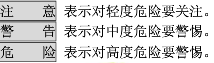 注 意 表示对轻度危险要关注。
警 告 表示对中度危险要警惕。
危 险 表示对高度危险要警惕。